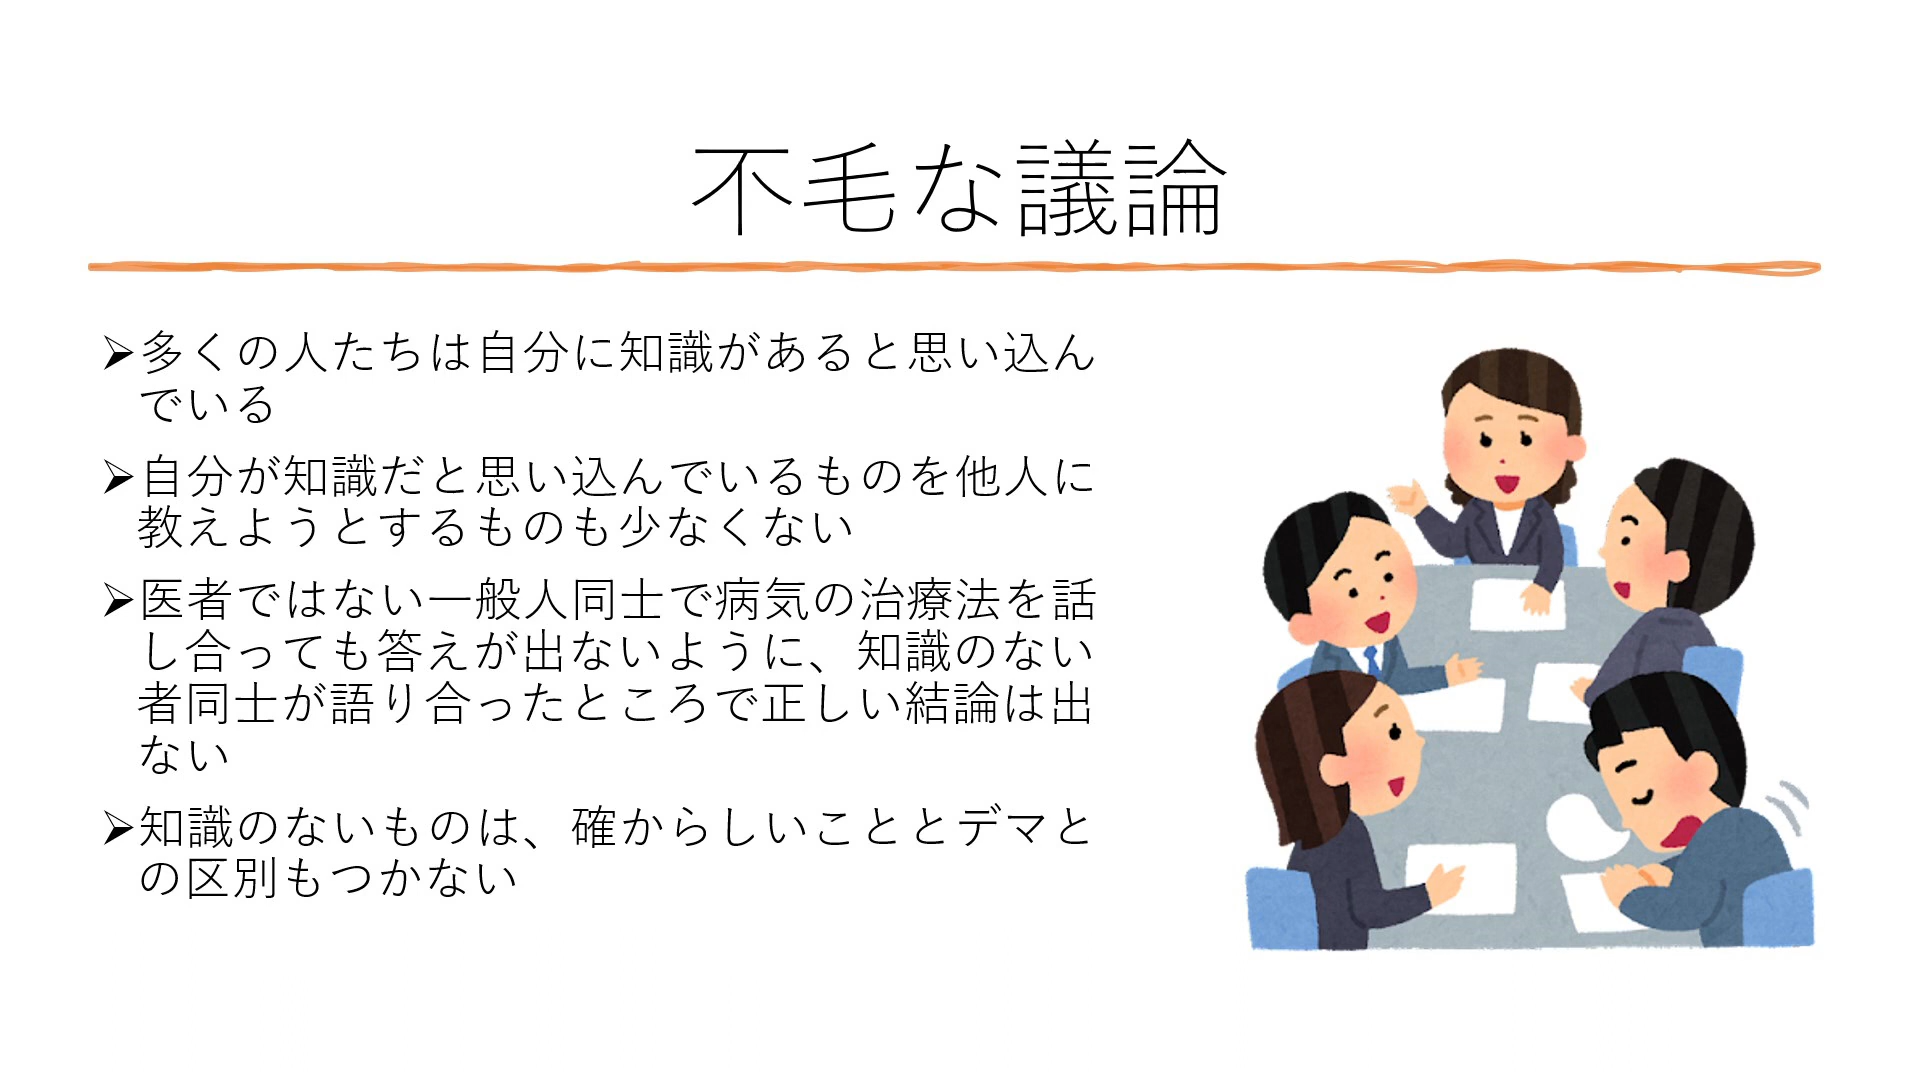 不毛な議論
➢多くの人たちは自分に知識があると思い込ん
でいる
➢自分が知識だと思い込んでいるものを他人に
教えようとするものも少なくない
➢医者ではない一般人同士で病気の治療法を話
し合っても答えが出ないように、知識のない
者同士が語り合ったところで正しい結論は出
ない
➢知識のないものは、確からしいこととデマと
の区別もつかない